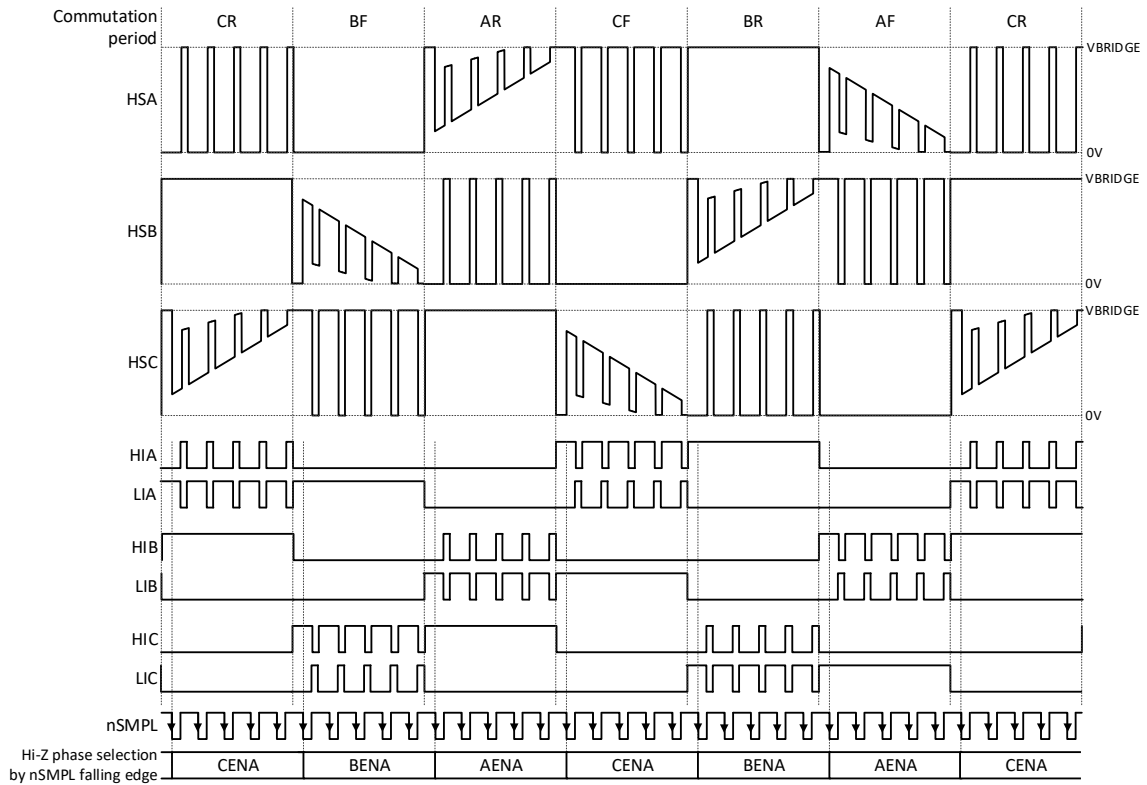 Commutation
period
CR BF AR CF BR AF CR
VBRIDGE
HSA
0V
VBRIDGE
HSB
0V
VBRIDGE
HSC
0V
HIA
LIA
HIB
LIB
HIC
LIC
nSMPL
Hi-Z phase selection
by nSMPL falling edge
CENA BENA AENA CENA BENA AENA CENA